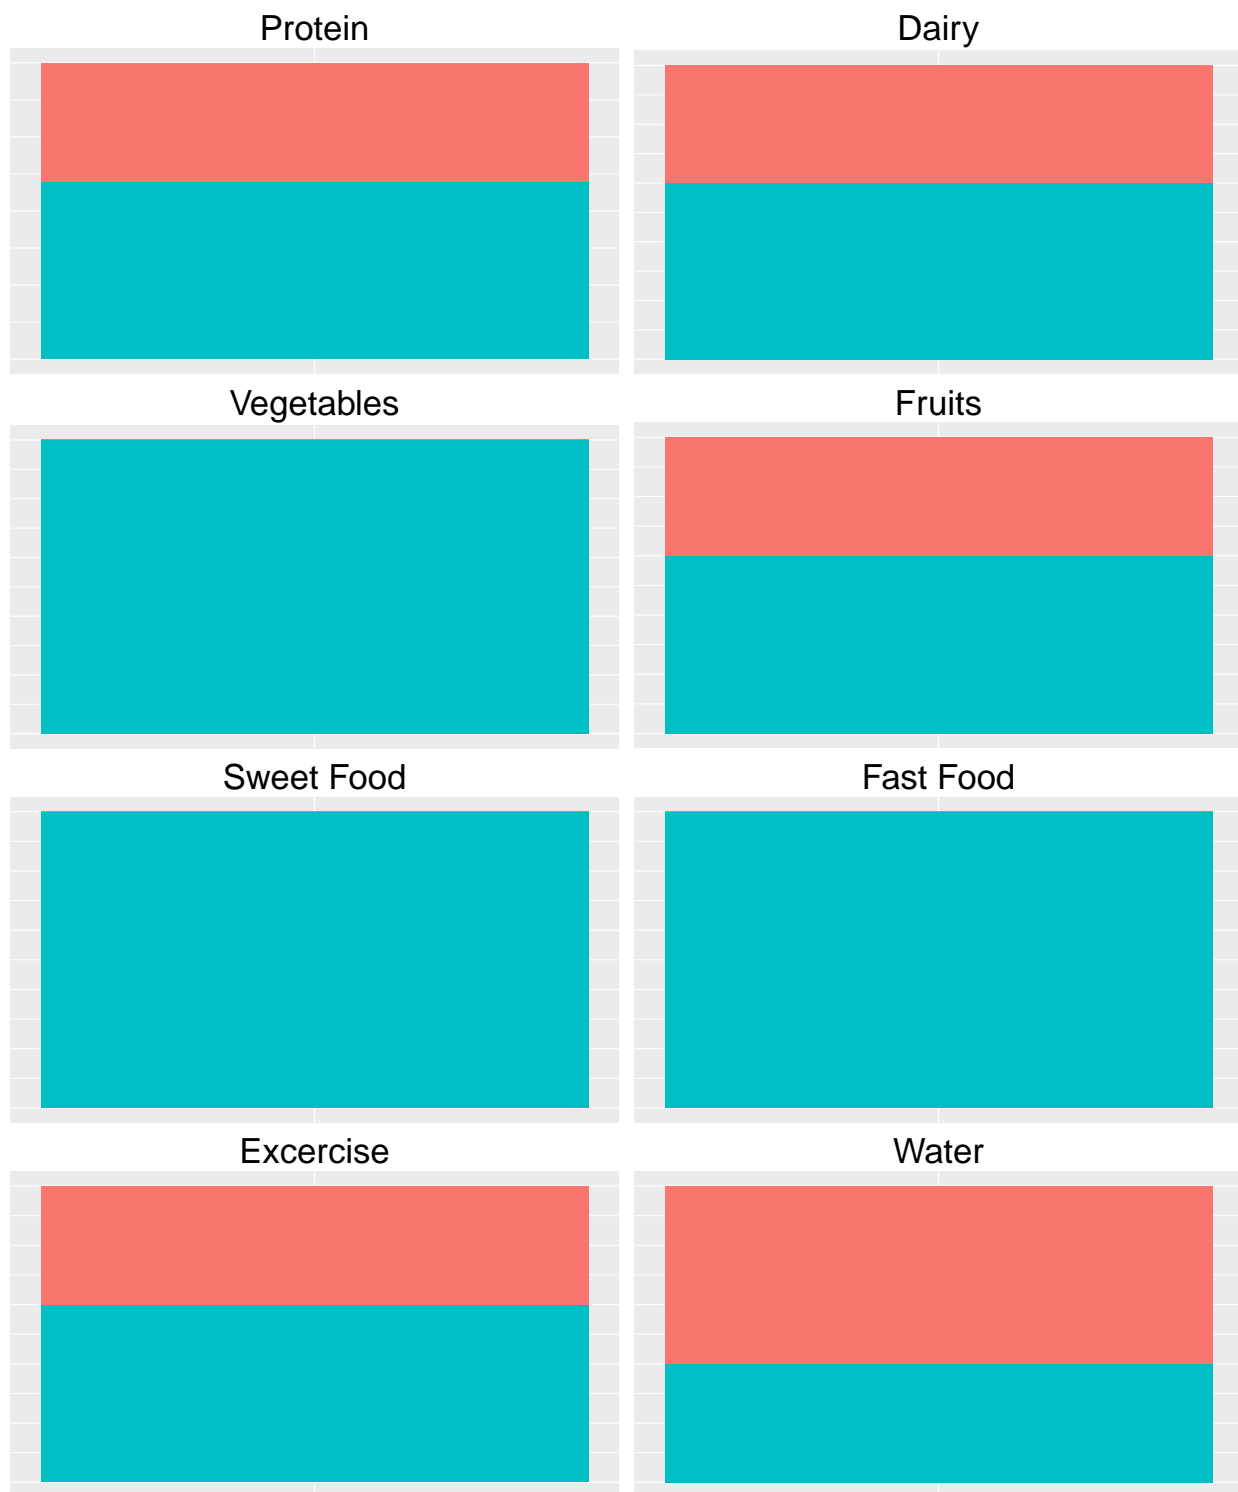 Protein
Dairy
Vegetables
Fruits
Sweet Food
Fast Food
Excercise
Water